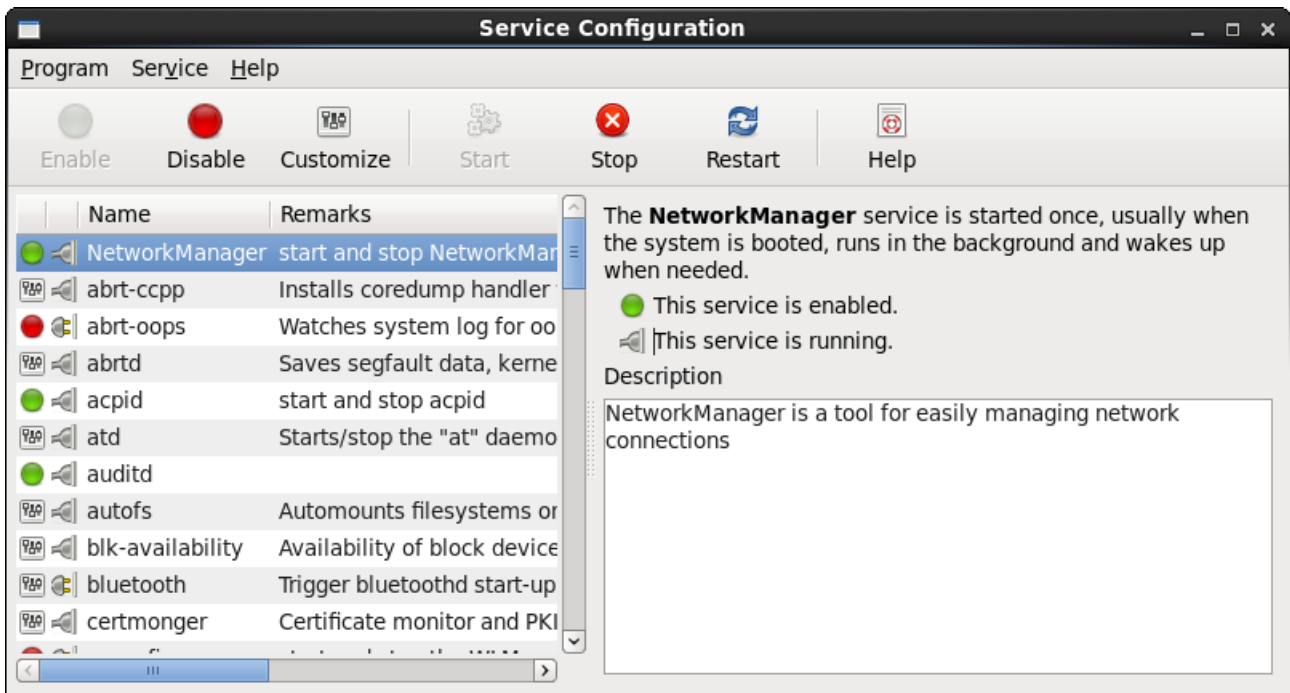 Service Configuration
Program Service Help
Enable Disable Customize Start Stop Restart Help
Name Remarks
NetworkManager start and stop NetworkMar
abrt-ccpp Installs coredump handler
abrt-oops Watches system log for oo
abrtd Saves segfault data, kerne
acpid start and stop acpid
atd Starts/stop the "at" daemo
auditd
autofs Automounts filesystems or
blk-availability Availability of block device
bluetooth Trigger bluetoothd start-up
certmonger Certificate monitor and PKI
The NetworkManager service is started once, usually when
the system is booted, runs in the background and wakes up
when needed.
This service is enabled.
This service is running.
Description
NetworkManager is a tool for easily managing network
connections